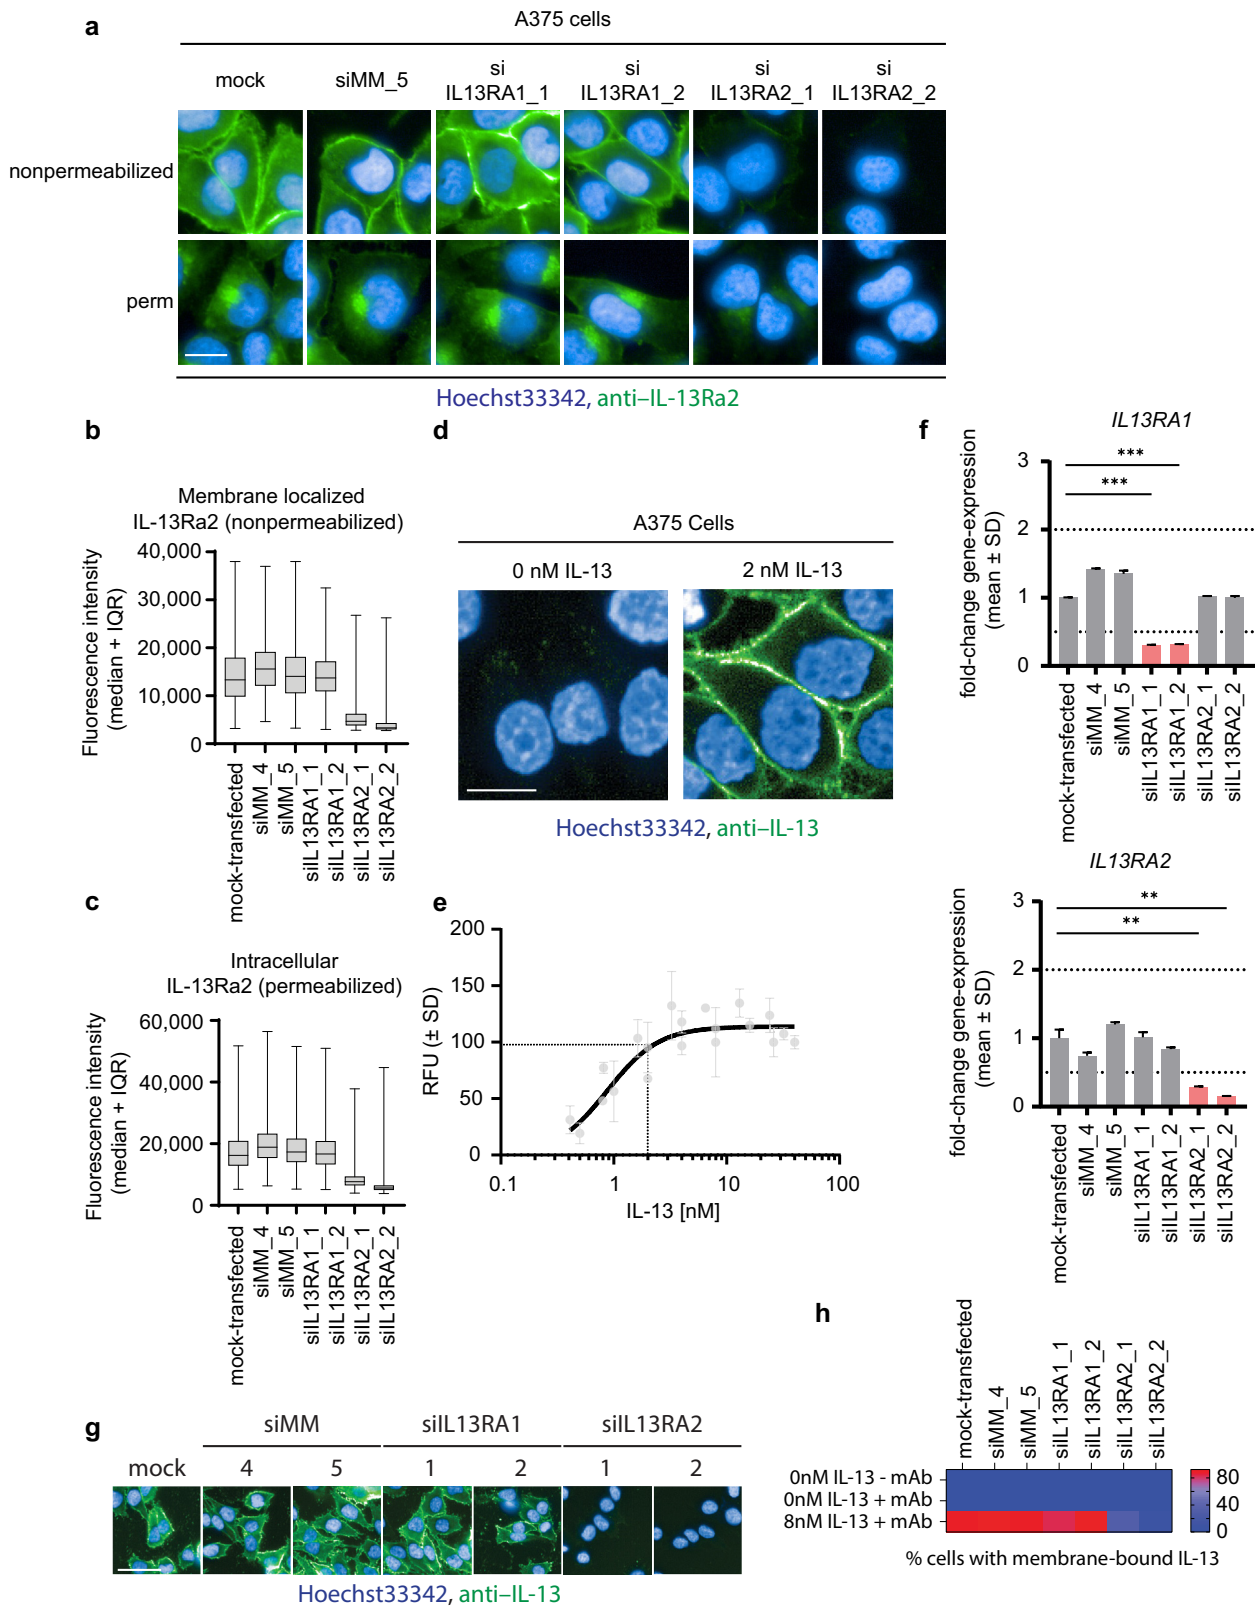 a
A375 cells
mock
siMM_5
si
IL13RA1_1
si
IL13RA1_2
si
IL13RA2_1
si
IL13RA2_2
nonpermeabilized
perm
Hoechst33342, anti–IL-13Ra2
b
Membrane localized
IL-13Ra2 (nonpermeabilized)
Fluorescence intensity
(median + IQR)
40,000
30,000
20,000
10,000
0
mock-transfected
siMM_4
siMM_5
siIL13RA1_1
siIL13RA1_2
siIL13RA2_1
siIL13RA2_2
c
Intracellular
IL-13Ra2 (permeabilized)
Fluorescence intensity
(median + IQR)
60,000
40,000
20,000
0
mock-transfected
siMM_4
siMM_5
siIL13RA1_1
siIL13RA1_2
siIL13RA2_1
siIL13RA2_2
d
A375 Cells
0 nM IL-13
2 nM IL-13
Hoechst33342, anti–IL-13
e
RFU (± SD)
200
150
100
50
0
0.1
1
10
100
IL-13 [nM]
f
IL13RA1
fold-change gene-expression
(mean ± SD)
3
2
1
0
***
***
mock-transfected
siMM_4
siMM_5
siIL13RA1_1
siIL13RA1_2
siIL13RA2_1
siIL13RA2_2
IL13RA2
fold-change gene-expression
(mean ± SD)
3
2
1
0
**
**
mock-transfected
siMM_4
siMM_5
siIL13RA1_1
siIL13RA1_2
siIL13RA2_1
siIL13RA2_2
g
siMM
siIL13RA1
siIL13RA2
mock
4
5
1
2
1
2
Hoechst33342, anti–IL-13
h
mock-transfected
siMM_4
siMM_5
siIL13RA1_1
siIL13RA1_2
siIL13RA2_1
siIL13RA2_2
0nM IL-13 - mAb
0nM IL-13 + mAb
8nM IL-13 + mAb
80
40
0
% cells with membrane-bound IL-13